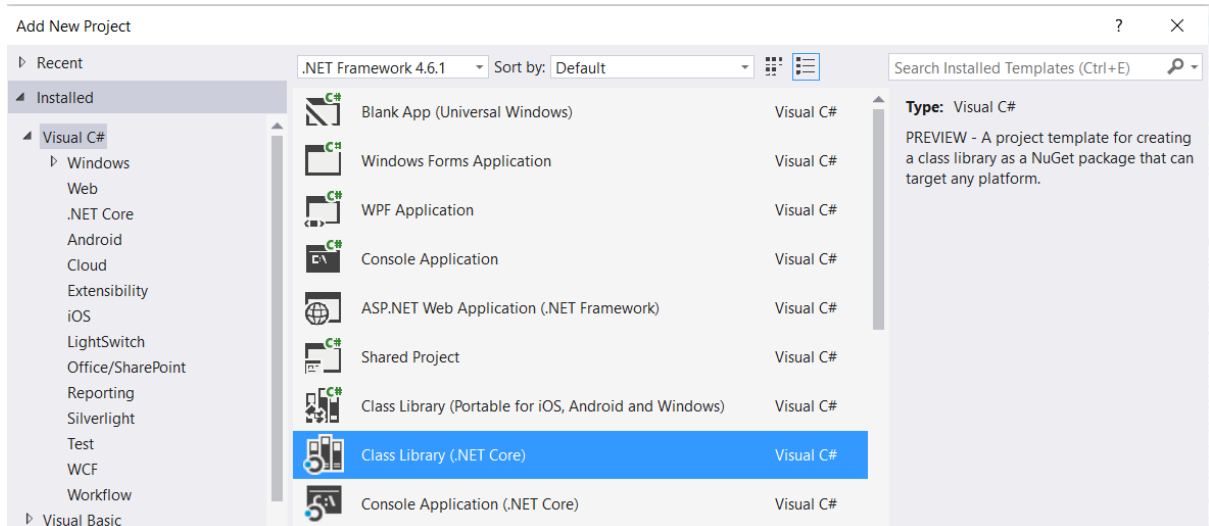 Add New Project
?
Recent
.NET Framework 4.6.1
Sort by: Default
Search Installed Templates (Ctrl+E)
Installed
Visual C#
Windows
Web
.NET Core
Android
Cloud
Extensibility
iOS
LightSwitch
Office/SharePoint
Reporting
Silverlight
Test
WCF
Workflow
Visual Basic
C# Blank App (Universal Windows) Visual C#
C# Windows Forms Application Visual C#
C# WPF Application Visual C#
C# Console Application Visual C#
ASP.NET Web Application (.NET Framework) Visual C#
C# Shared Project Visual C#
C# Class Library (Portable for iOS, Android and Windows) Visual C#
Class Library (.NET Core) Visual C#
Console Application (.NET Core) Visual C#
Type: Visual C#
PREVIEW - A project template for creating
a class library as a NuGet package that can
target any platform.